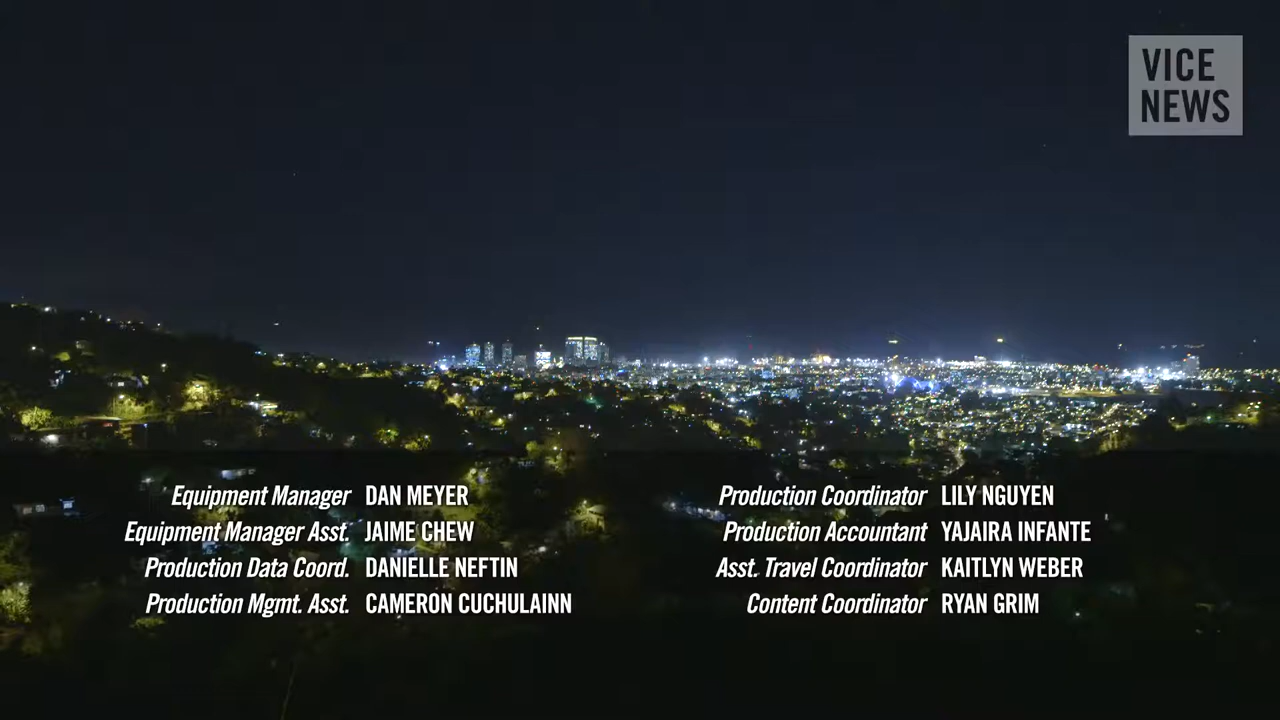 VICE
NEWS
Equipment Manager DAN MEYER
Equipment Manager Asst. JAIME CHEW
Production Data Coord. DANIELLE NEFTIN
Production Mgmt. Asst. CAMERON CUCHULAINN
Production Coordinator LILY NGUYEN
Production Accountant YAJAIRA INFANTE
Asst. Travel Coordinator KAITLYN WEBER
Content Coordinator RYAN GRIM